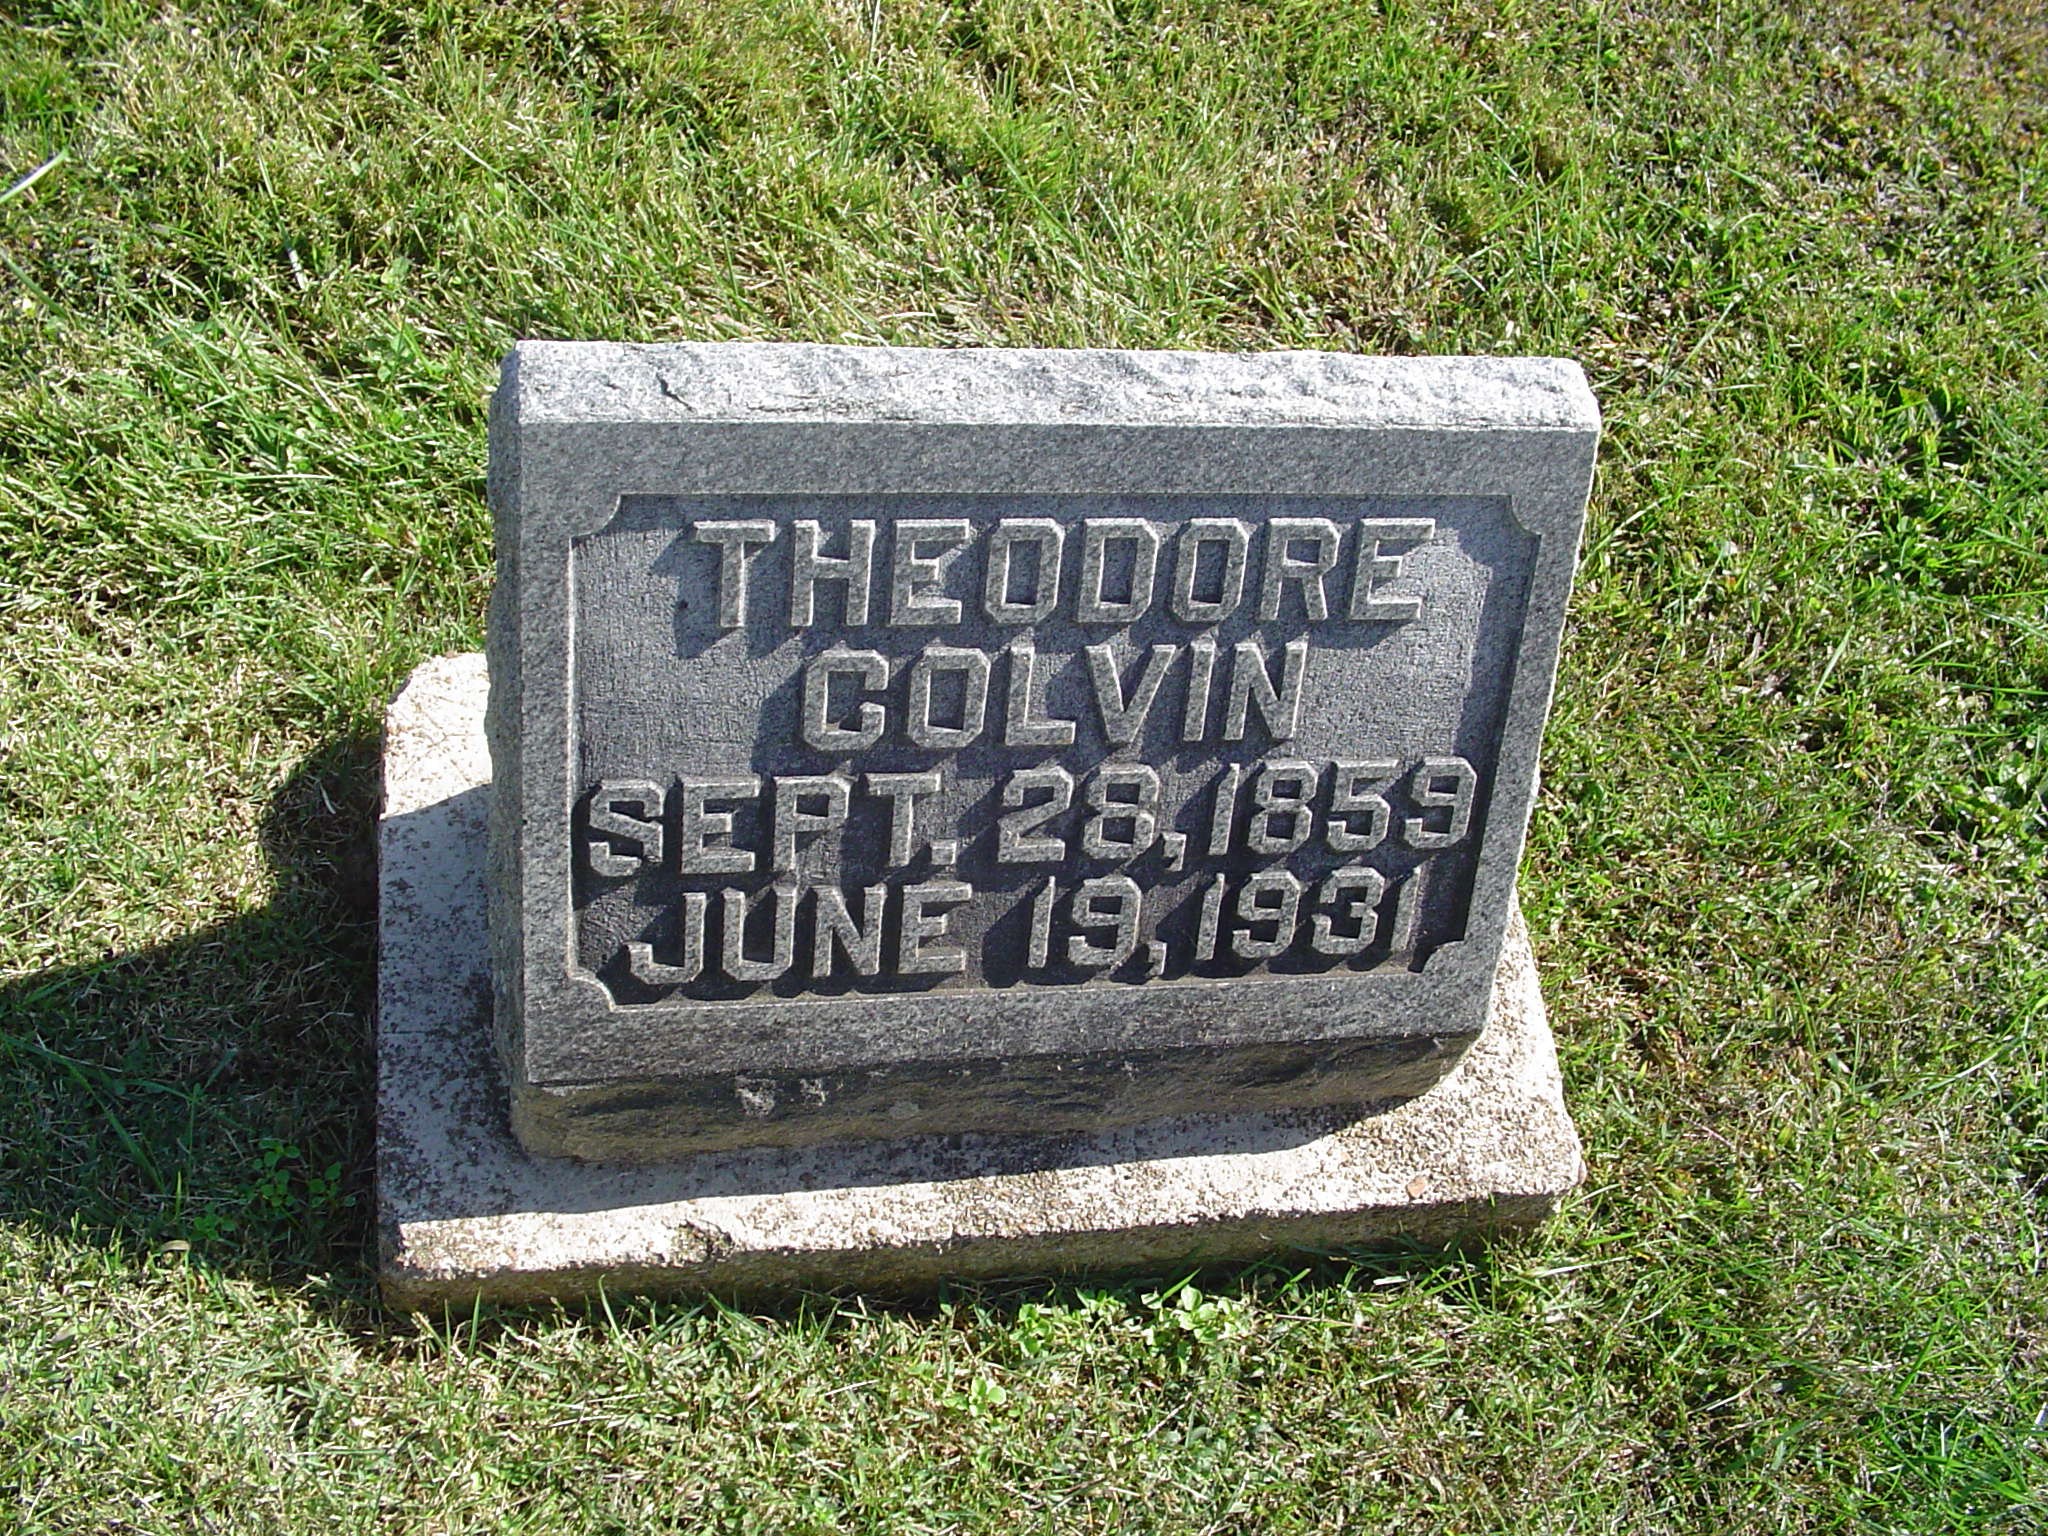 THEODORE
COLVIN
SEPT. 28, 1859
JUNE 19, 1931